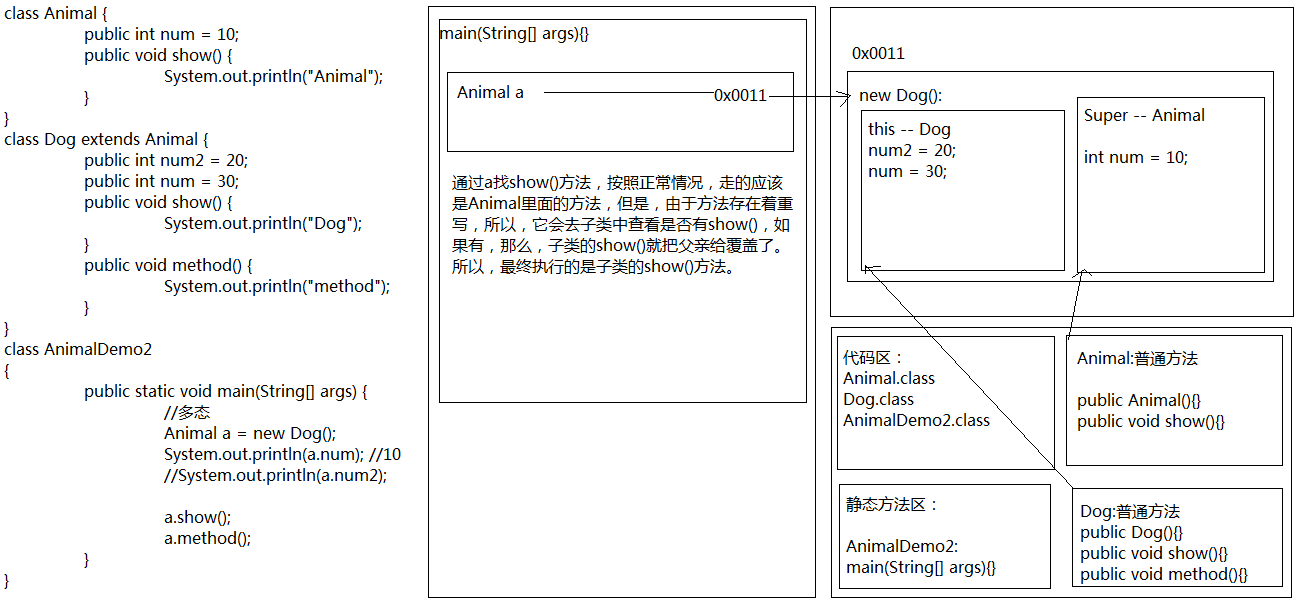 class Animal {
public int num = 10;
public void show() {
System.out.println("Animal");
}
}
class Dog extends Animal {
public int num2 = 20;
public int num = 30;
public void show() {
System.out.println("Dog");
}
public void method() {
System.out.println("method");
}
}
class AnimalDemo2
{
public static void main(String[] args) {
//多态
Animal a = new Dog();
System.out.println(a.num); //10
//System.out.println(a.num2);
a.show();
a.method();
}
}
main(String[] args){}
Animal a
0x0011
通过a找show()方法，按照正常情况，走的应该
是Animal里面的方法，但是，由于方法存在着重
写，所以，它会去子类中查看是否有show()，如
果有，那么，子类的show()就把父亲给覆盖了。
所以，最终执行的是子类的show()方法。
0x0011
new Dog():
this -- Dog
num2 = 20;
num = 30;
Super -- Animal
int num = 10;
代码区：
Animal.class
Dog.class
AnimalDemo2.class
Animal:普通方法
public Animal(){}
public void show(){}
静态方法区：
AnimalDemo2:
main(String[] args){}
Dog:普通方法
public Dog(){}
public void show(){}
public void method(){}